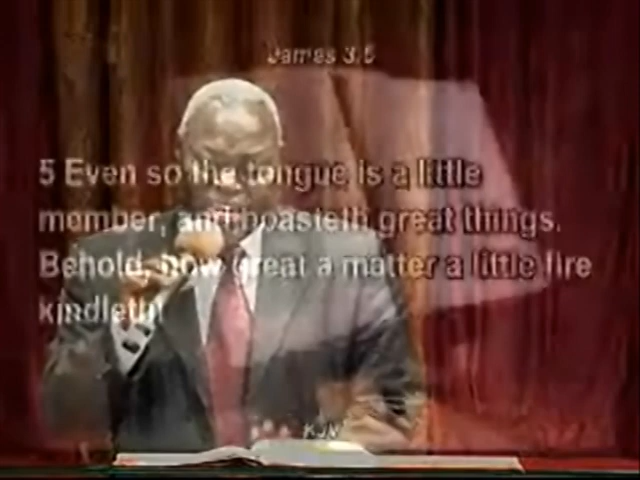 James 3:5
5 Even so the tongue is a little
member, and boasteth great things.
Behold, how great a matter a little fire
kindleth!
KJV